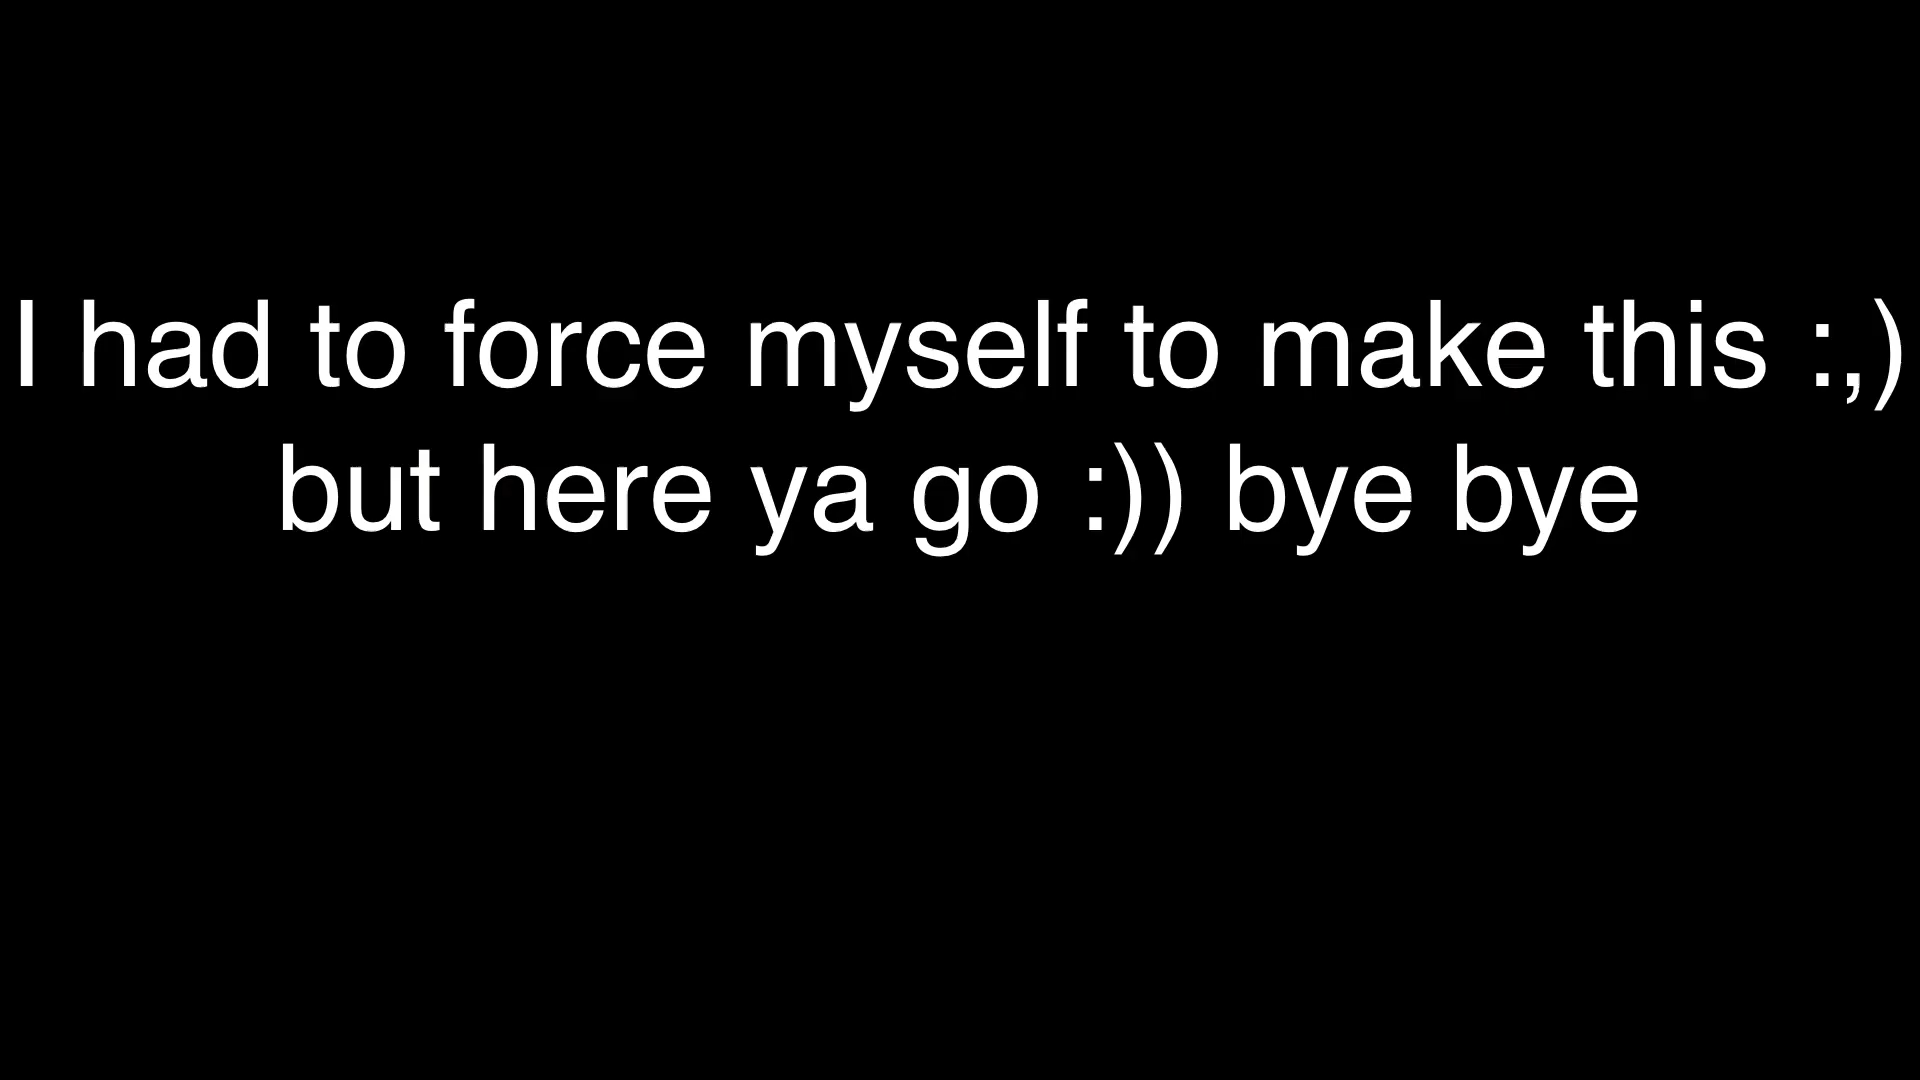 I had to force myself to make this :,)
but here ya go :)) bye bye